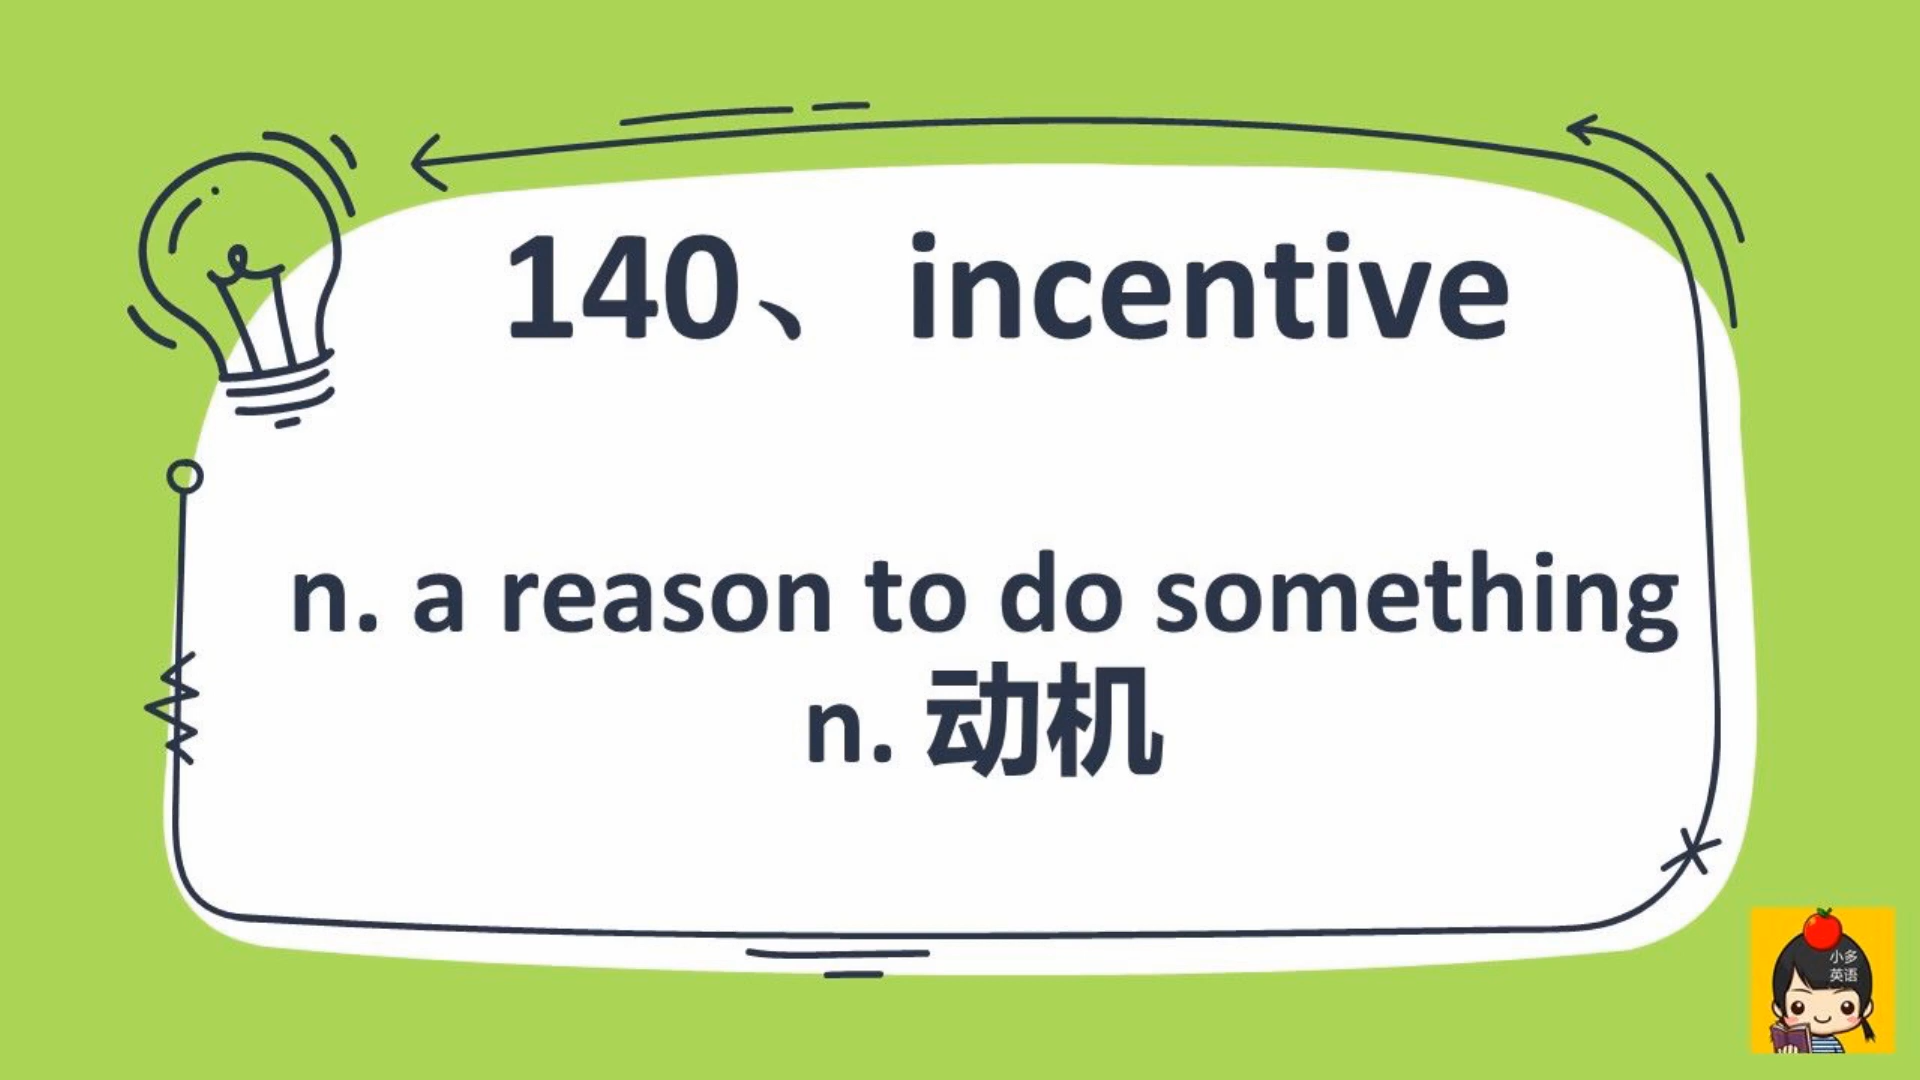 140、 incentive
n. a reason to do something
n. 动机
小多
英语